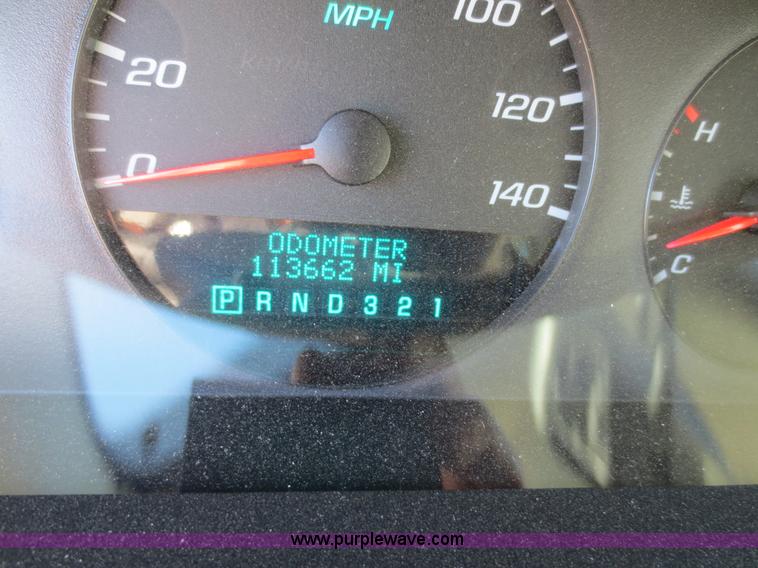 MPH
100
20
120
0
140
H
C
ODOMETER
113662 MI
P R N D 3 2 1
www.purplewave.com